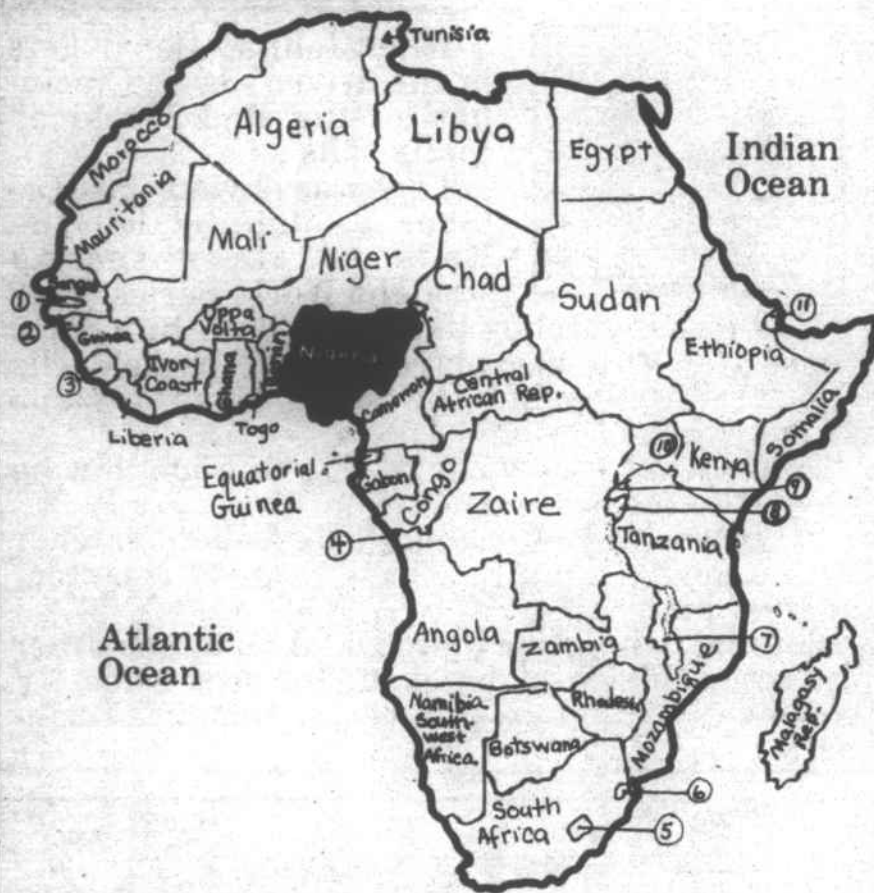 Tunisia
Morocco
Algeria
Libya
Egypt
Indian
Ocean
Mauritania
Mali
Niger
Chad
Sudan
①
②
Guinea
③
Uppa
Volta
Ivory
Coast
Ghana
Benin
Nigeria
Liberia
Togo
Cameroon
Central
African Rep.
Ethiopia
⑪
Somalia
Equatorial
Guinea
Gabon
Congo
④
Zaire
⑩
Kenya
⑨
⑧
Tanzania
Atlantic
Ocean
Angola
Zambia
⑦
Mozambique
Malagasy
Rep.
Namibia
South-
west
Africa
Botswana
Rhodesia
South
Africa
⑥
⑤